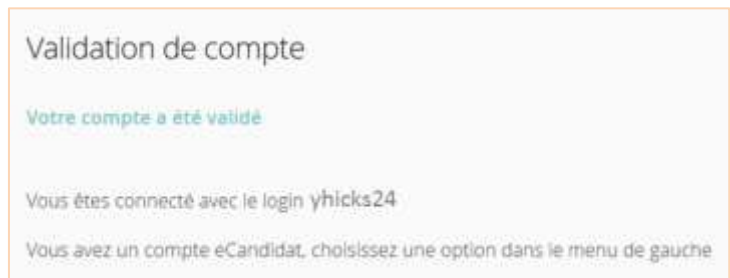 Validation de compte
Votre compte a été validé
Vous êtes connecté avec le login yhicks24
Vous avez un compte eCandidat, choisissez une option dans le menu de gauche